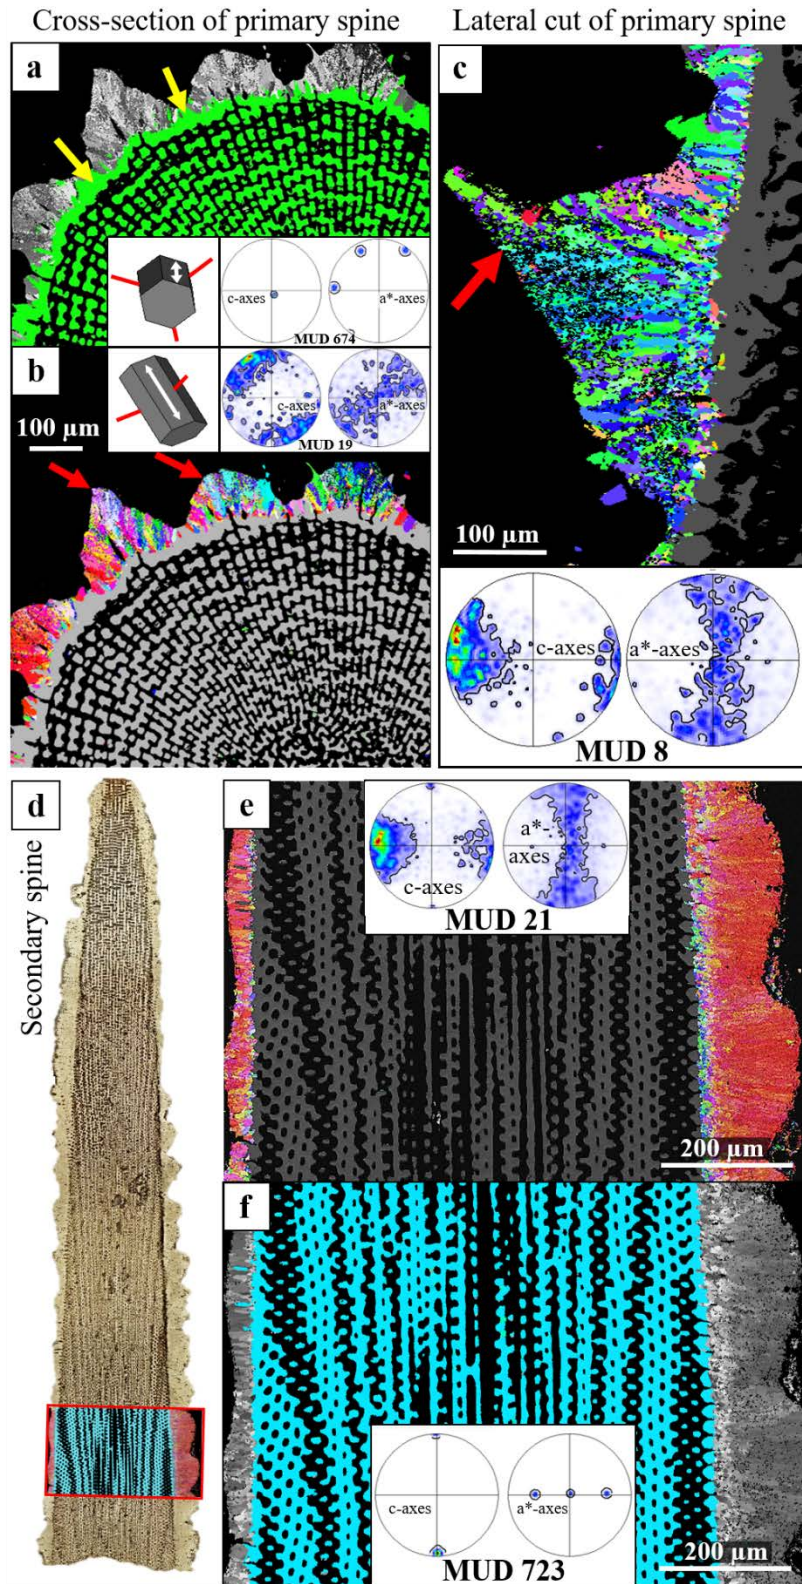 Cross-section of primary spine
Lateral cut of primary spine
a
c-axes
a*-axes
MUD 674
b
100 µm
c-axes
a*-axes
MUD 19
c
100 µm
c-axes
a*-axes
MUD 8
d
Secondary spine
e
a*-
axes
c-axes
MUD 21
200 µm
f
c-axes
a*-axes
MUD 723
200 µm